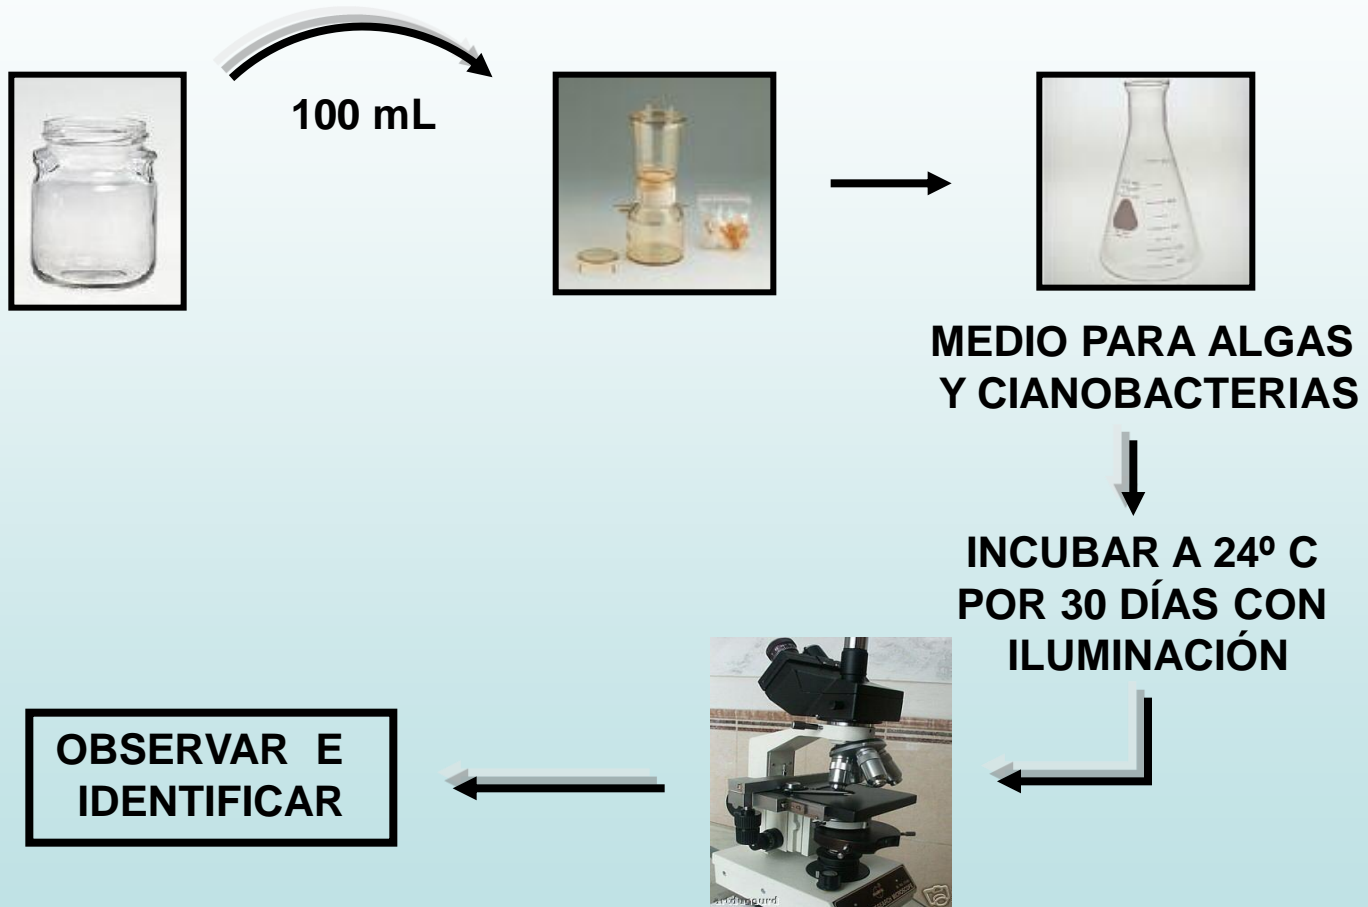 100 mL
MEDIO PARA ALGAS
Y CIANOBACTERIAS
INCUBAR A 24º C
POR 30 DÍAS CON
ILUMINACIÓN
OBSERVAR E
IDENTIFICAR